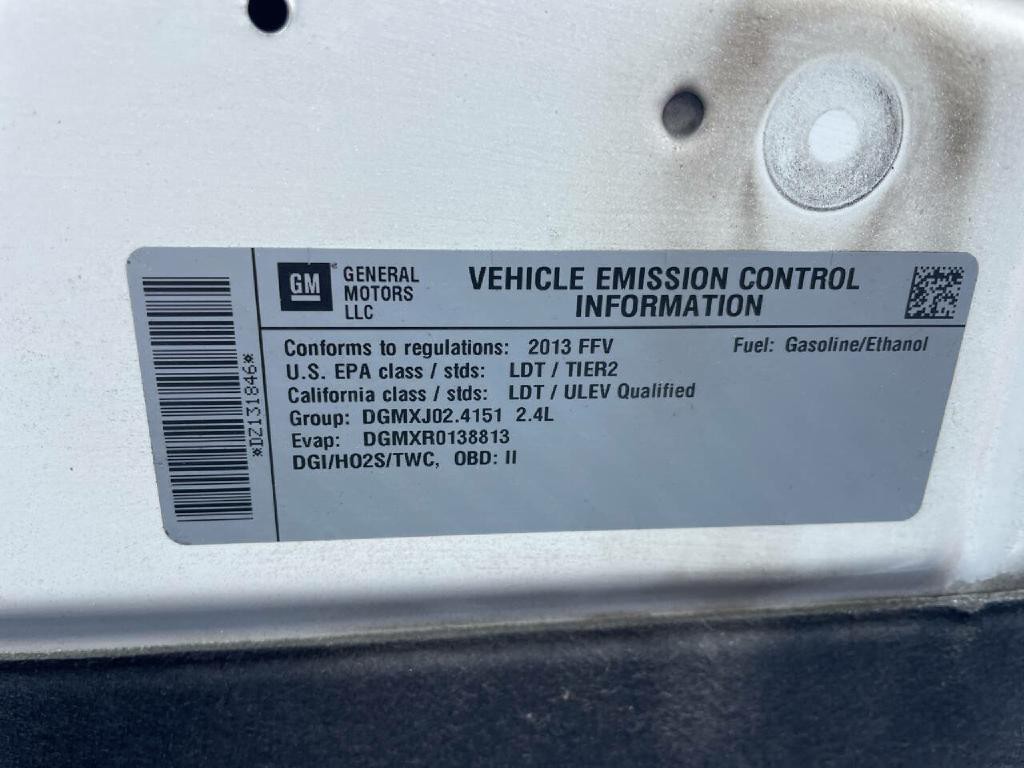 GM
GENERAL
MOTORS
LLC
VEHICLE EMISSION CONTROL
INFORMATION
*DZ131846*
Conforms to regulations: 2013 FFV
Fuel: Gasoline/Ethanol
U.S. EPA class / stds: LDT / TIER2
California class / stds: LDT / ULEV Qualified
Group: DGMXJ02.4151 2.4L
Evap: DGMXR0138813
DGI/HO2S/TWC, OBD: II